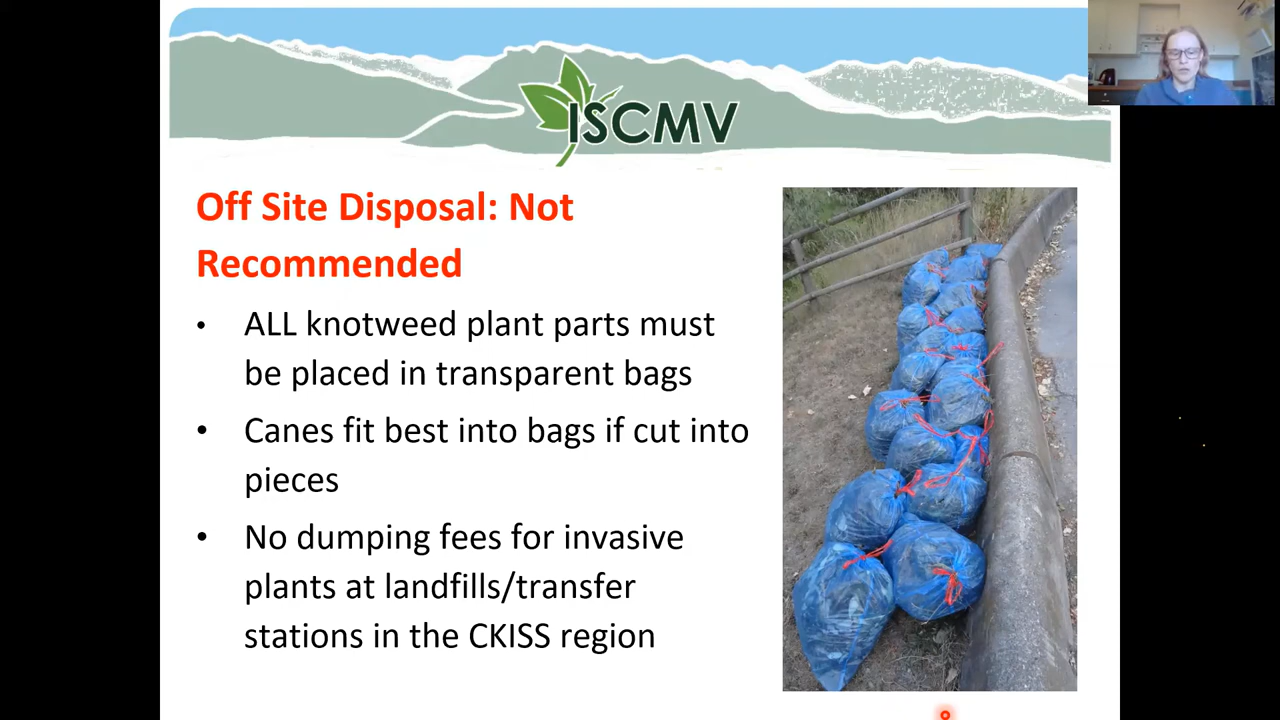 ISCMV
Off Site Disposal: Not
Recommended
• ALL knotweed plant parts must
be placed in transparent bags
• Canes fit best into bags if cut into
pieces
• No dumping fees for invasive
plants at landfills/transfer
stations in the CKISS region